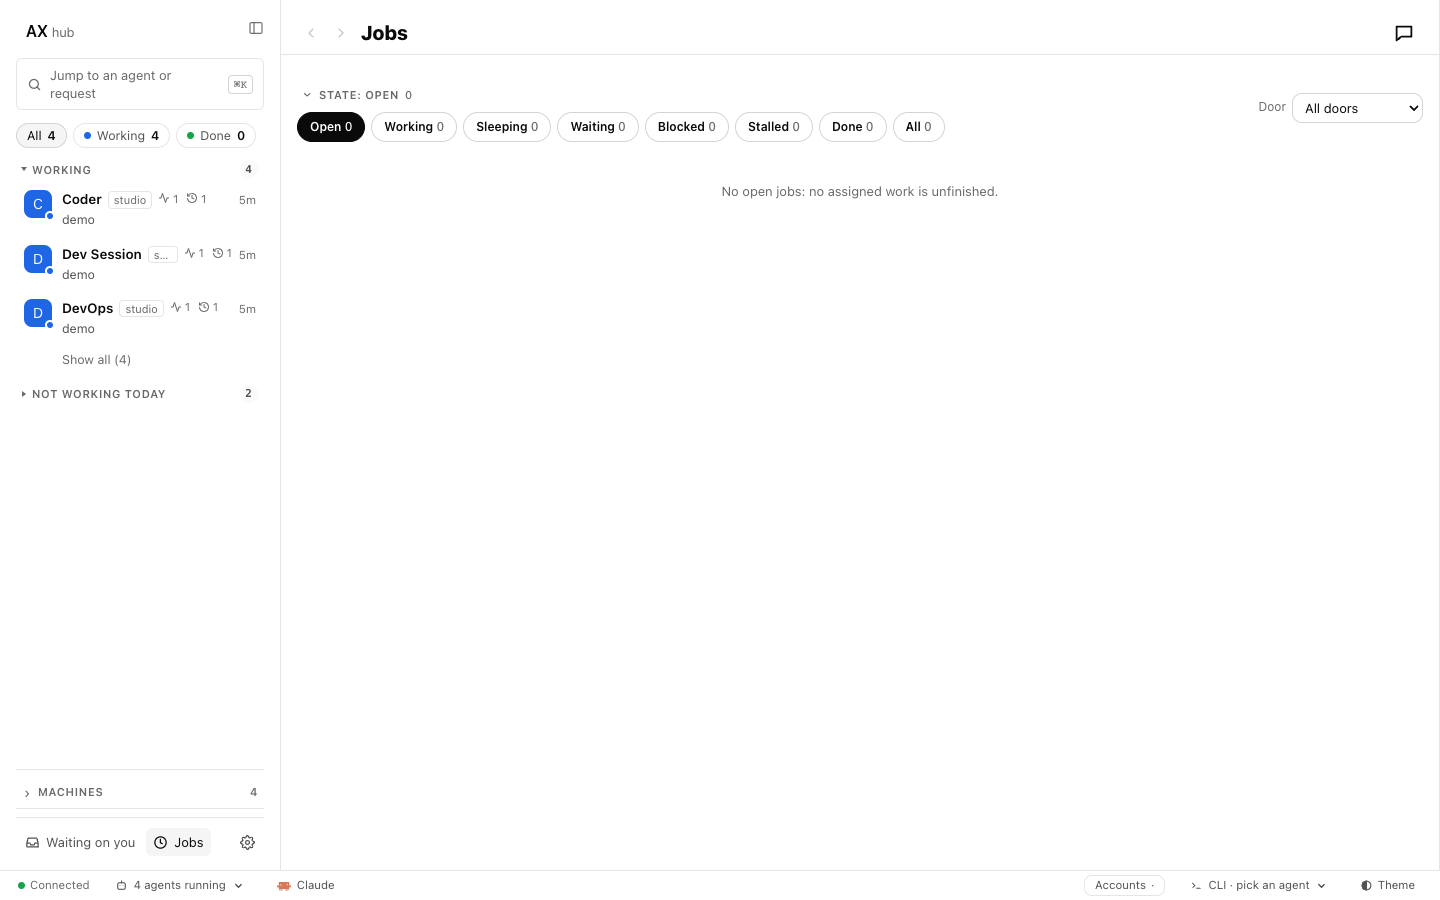 AX hub
Jump to an agent or
request
⌘K
All 4
Working 4
Done 0
WORKING 4
Coder studio 1 1 5m
demo
Dev Session s... 1 1 5m
demo
DevOps studio 1 1 5m
demo
Show all (4)
NOT WORKING TODAY 2
MACHINES 4
Waiting on you
Jobs
Jobs
STATE: OPEN 0
Open 0
Working 0
Sleeping 0
Waiting 0
Blocked 0
Stalled 0
Done 0
All 0
Door
All doors
No open jobs: no assigned work is unfinished.
Connected
4 agents running
Claude
Accounts ·
CLI · pick an agent
Theme